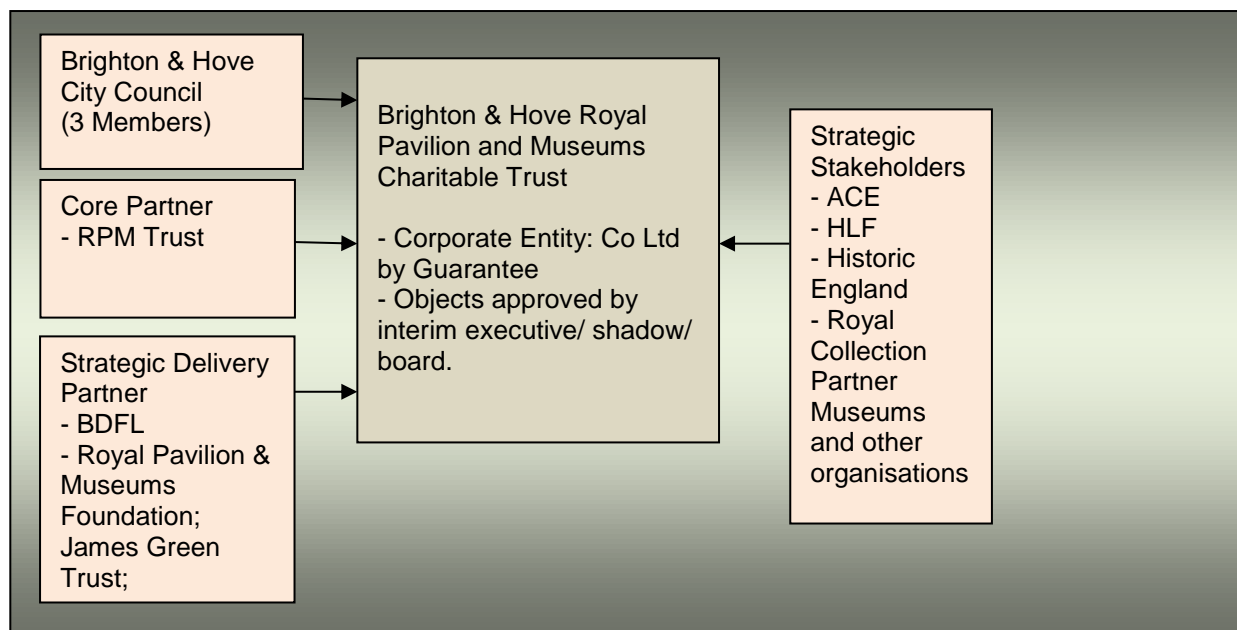 Brighton & Hove
City Council
(3 Members)
Core Partner
- RPM Trust
Strategic Delivery
Partner
- BDFL
- Royal Pavilion &
Museums
Foundation;
James Green
Trust;
Brighton & Hove Royal
Pavilion and Museums
Charitable Trust
- Corporate Entity: Co Ltd
by Guarantee
- Objects approved by
interim executive/ shadow/
board.
Strategic
Stakeholders
- ACE
- HLF
- Historic
England
- Royal
Collection
Partner
Museums
and other
organisations